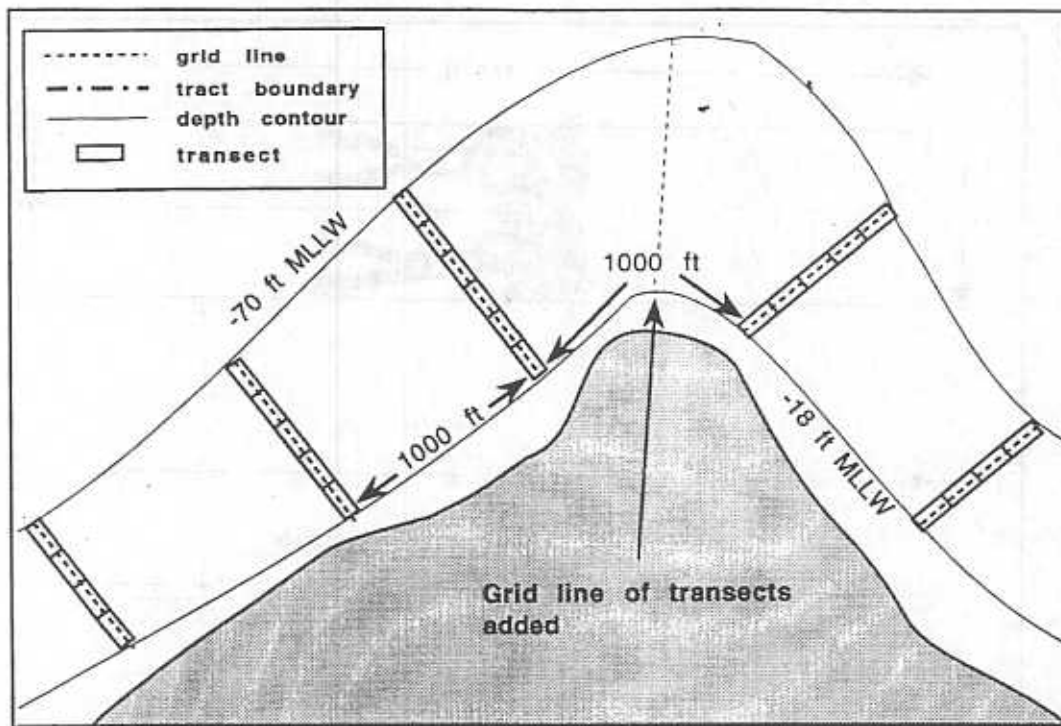 grid line
tract boundary
depth contour
transect
-70 ft MLLW
1000 ft
1000 ft
-18 ft MLLW
Grid line of transects
added